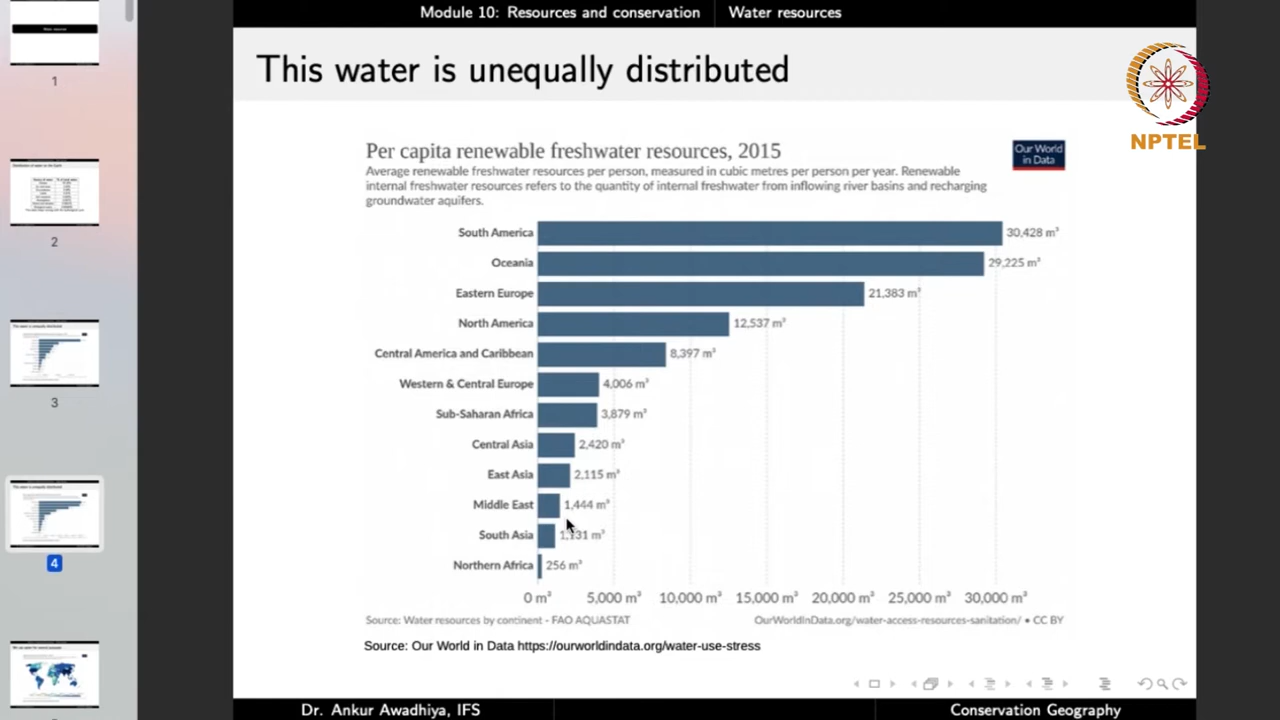 Module 10: Resources and conservation
Water resources
This water is unequally distributed
NPTEL
Per capita renewable freshwater resources, 2015
Our World
in Data
Average renewable freshwater resources per person, measured in cubic metres per person per year. Renewable
internal freshwater resources refers to the quantity of internal freshwater from inflowing river basins and recharging
groundwater aquifers.
South America 30,428 m³
Oceania 29,225 m³
Eastern Europe 21,383 m³
North America 12,537 m³
Central America and Caribbean 8,397 m³
Western & Central Europe 4,006 m³
Sub-Saharan Africa 3,879 m³
Central Asia 2,420 m³
East Asia 2,115 m³
Middle East 1,444 m³
South Asia m³
Northern Africa 256 m³
0 m³ 5,000 m³ 10,000 m³ 15,000 m³ 20,000 m³ 25,000 m³ 30,000 m³
Source: Water resources by continent - FAO AQUASTAT
OurWorldInData.org/water-access-resources-sanitation/ • CC BY
Source: Our World in Data https://ourworldindata.org/water-use-stress
Dr. Ankur Awadhiya, IFS
Conservation Geography
1
2
3
4